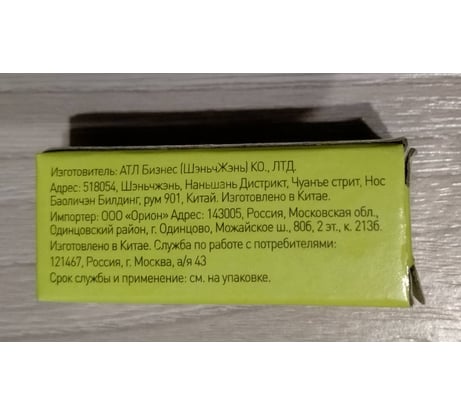 Изготовитель: АТЛ Бизнес (ШэньчЖэнь) КО., ЛТД.
Адрес: 518054, Шэньчжэнь, Наньшань Дистрикт, Чуанъе стрит, Нос
Баоличэн Билдинг, рум 901, Китай. Изготовлено в Китае.
Импортер: ООО «Орион» Адрес: 143005, Россия, Московская обл.,
Одинцовский район, г. Одинцово, Можайское ш., 80б, 2 эт., к. 213б.
Изготовлено в Китае. Служба по работе с потребителями:
121467, Россия, г. Москва, а/я 43
Срок службы и применение: см. на упаковке.